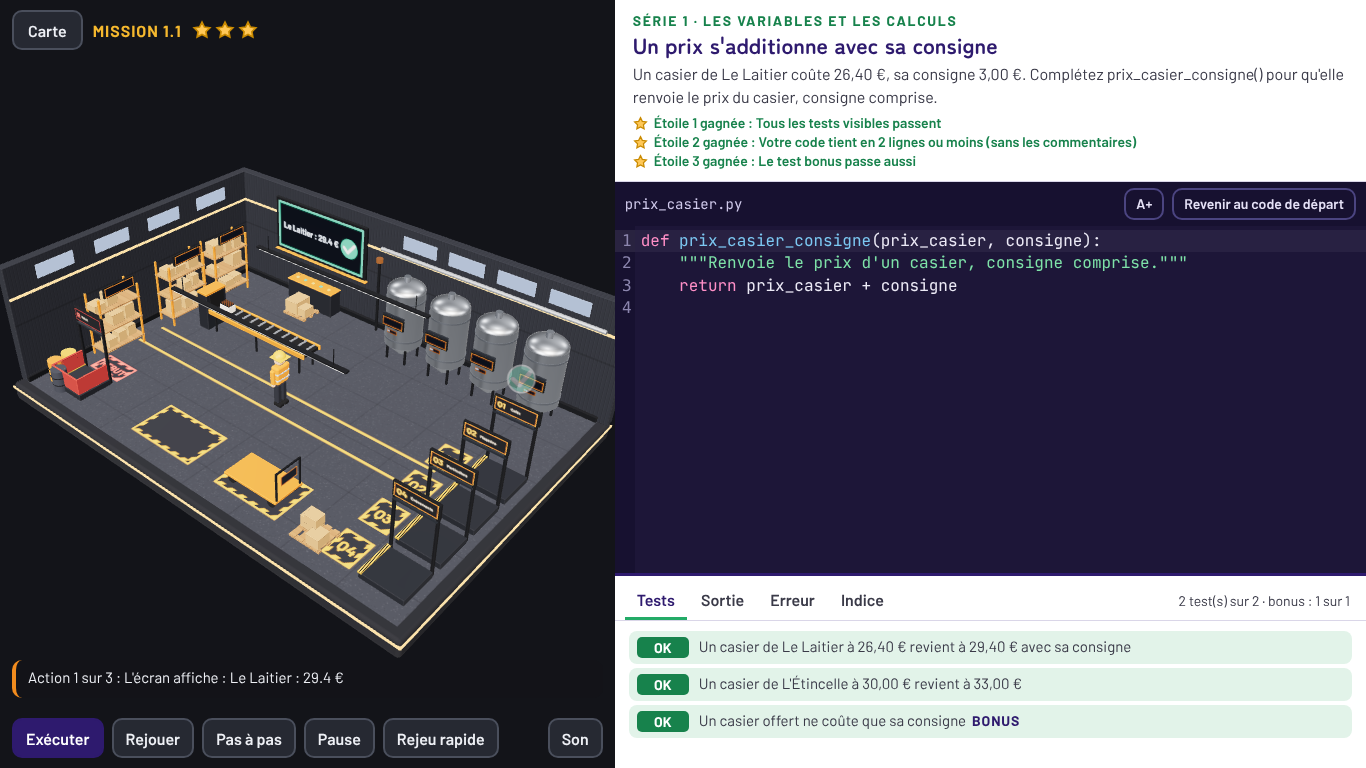 Carte
MISSION 1.1
Le Laitier : 29.4 €
01
02
03
04
03
04
Action 1 sur 3 : L'écran affiche : Le Laitier : 29.4 €
Exécuter
Rejouer
Pas à pas
Pause
Rejeu rapide
Son
SÉRIE 1 · LES VARIABLES ET LES CALCULS
Un prix s'additionne avec sa consigne
Un casier de Le Laitier coûte 26,40 €, sa consigne 3,00 €. Complétez prix_casier_consigne() pour qu'elle
renvoie le prix du casier, consigne comprise.
Étoile 1 gagnée : Tous les tests visibles passent
Étoile 2 gagnée : Votre code tient en 2 lignes ou moins (sans les commentaires)
Étoile 3 gagnée : Le test bonus passe aussi
prix_casier.py
A+
Revenir au code de départ
1 def prix_casier_consigne(prix_casier, consigne):
2 """Renvoie le prix d'un casier, consigne comprise."""
3 return prix_casier + consigne
4
Tests
Sortie
Erreur
Indice
2 test(s) sur 2 · bonus : 1 sur 1
OK Un casier de Le Laitier à 26,40 € revient à 29,40 € avec sa consigne
OK Un casier de L'Étincelle à 30,00 € revient à 33,00 €
OK Un casier offert ne coûte que sa consigne BONUS